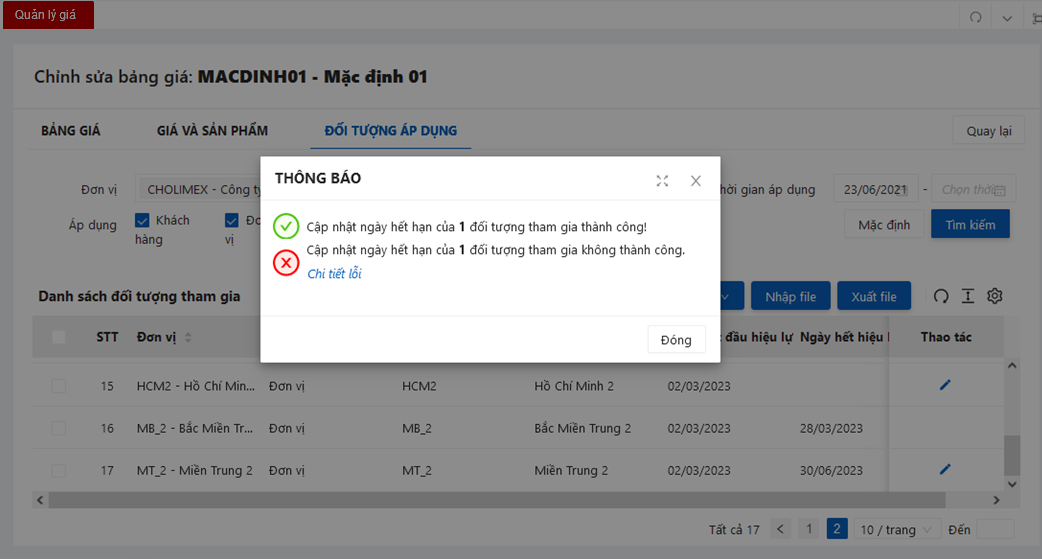 Quản lý giá
Chỉnh sửa bảng giá: MACDINH01 - Mặc định 01
BẢNG GIÁ GIÁ VÀ SẢN PHẨM ĐỐI TƯỢNG ÁP DỤNG Quay lại
Đơn vị CHOLIMEX - Công ty hời gian áp dụng 23/06/2021 - Chọn thời
Áp dụng Khách hàng Đơ vị Mặc định Tìm kiếm
THÔNG BÁO
Cập nhật ngày hết hạn của 1 đối tượng tham gia thành công!
Cập nhật ngày hết hạn của 1 đối tượng tham gia không thành công.
Chi tiết lỗi
Đóng
Danh sách đối tượng tham gia Nhập file Xuất file
STT Đơn vị đầu hiệu lự Ngày hết hiệu l Thao tác
15 HCM2 - Hồ Chí Min... Đơn vị HCM2 Hồ Chí Minh 2 02/03/2023
16 MB_2 - Bắc Miền Tr... Đơn vị MB_2 Bắc Miền Trung 2 02/03/2023 28/03/2023
17 MT_2 - Miền Trung 2 Đơn vị MT_2 Miền Trung 2 02/03/2023 30/06/2023
Tất cả 17 1 2 10 / trang Đến